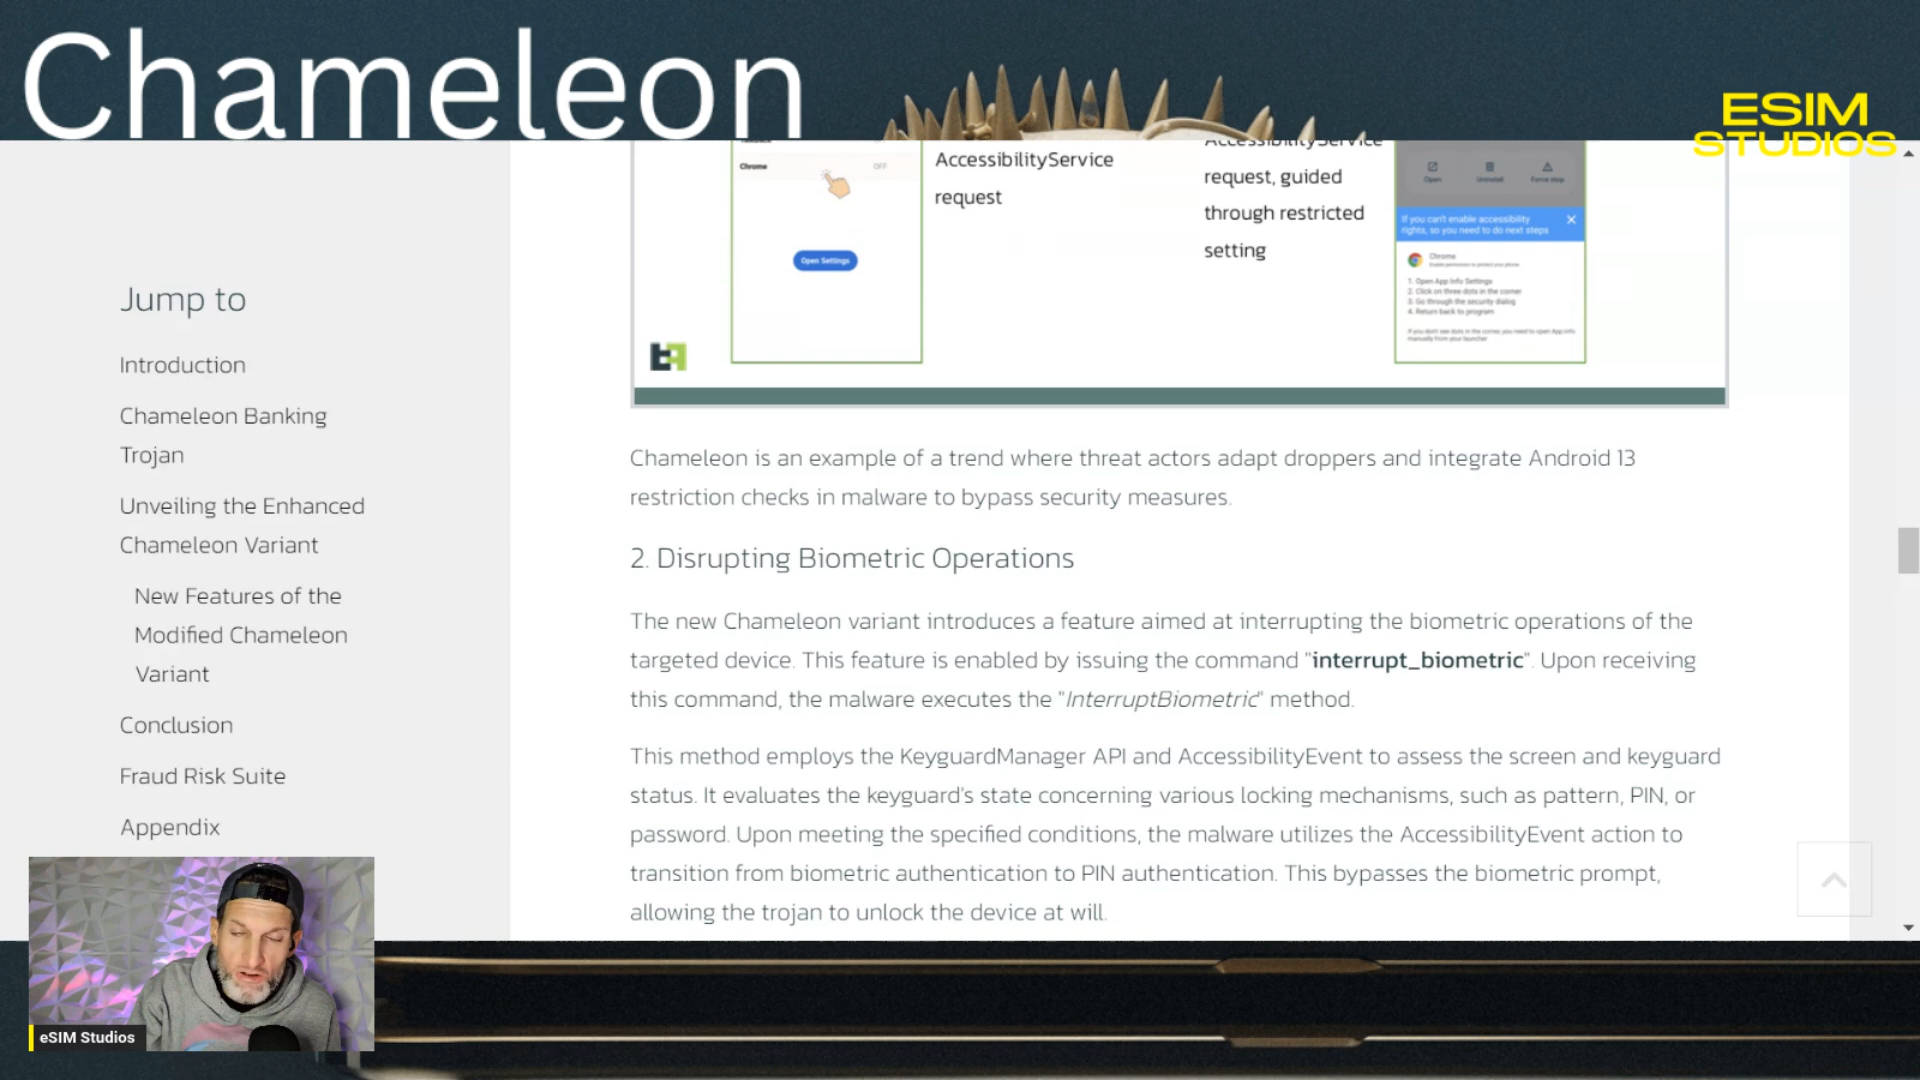 Chameleon
ESIM
STUDIOS
Chrome
OFF
Open Settings
AccessibilityService
request
AccessibilityService
request, guided
through restricted
setting
Open
Uninstall
Force stop
If you can't enable accessibility
rights, so you need to do next steps
Chrome
Enable permission to protect your phone
1. Open App Info Settings
2. Click on three dots in the corner
3. Go through the security dialog
4. Return back to program
If you don't see dots in the corner, you need to open App info
manually from your launcher
Jump to
Introduction
Chameleon Banking
Trojan
Unveiling the Enhanced
Chameleon Variant
New Features of the
Modified Chameleon
Variant
Conclusion
Fraud Risk Suite
Appendix
Chameleon is an example of a trend where threat actors adapt droppers and integrate Android 13
restriction checks in malware to bypass security measures.
2. Disrupting Biometric Operations
The new Chameleon variant introduces a feature aimed at interrupting the biometric operations of the
targeted device. This feature is enabled by issuing the command "interrupt_biometric". Upon receiving
this command, the malware executes the "InterruptBiometric" method.
This method employs the KeyguardManager API and AccessibilityEvent to assess the screen and keyguard
status. It evaluates the keyguard's state concerning various locking mechanisms, such as pattern, PIN, or
password. Upon meeting the specified conditions, the malware utilizes the AccessibilityEvent action to
transition from biometric authentication to PIN authentication. This bypasses the biometric prompt,
allowing the trojan to unlock the device at will.
eSIM Studios